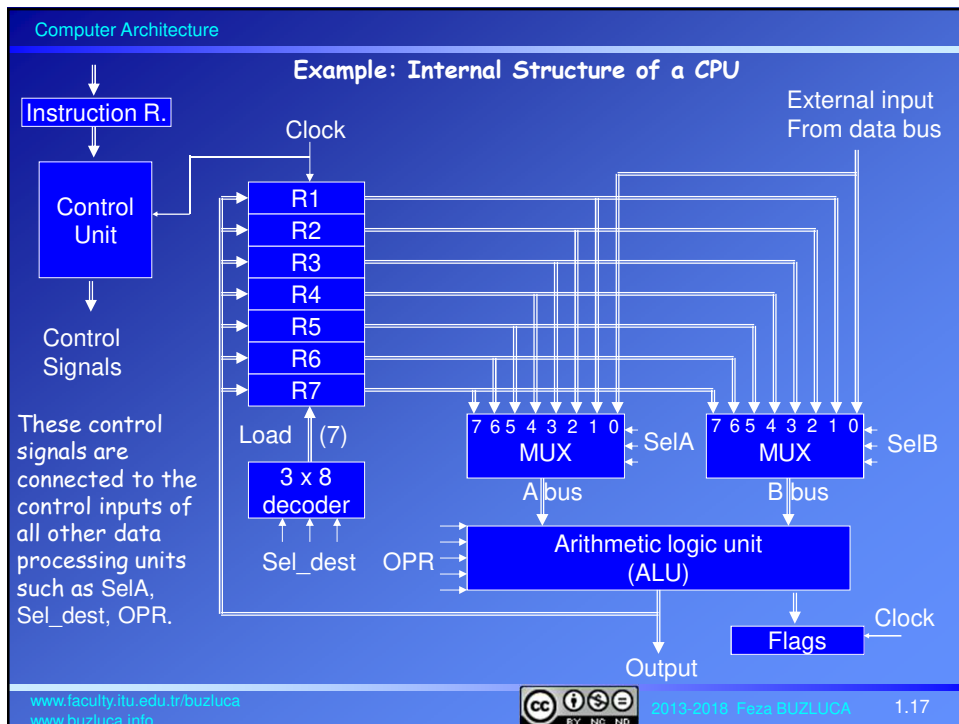 Computer Architecture
Example: Internal Structure of a CPU
Instruction R.
Control
Unit
Control
Signals
These control
signals are
connected to the
control inputs of
all other data
processing units
such as SelA,
Sel_dest, OPR.
Clock
R1
R2
R3
R4
R5
R6
R7
Load (7)
3 x 8
decoder
Sel_dest
External input
From data bus
7 6 5 4 3 2 1 0
MUX
SelA
A bus
7 6 5 4 3 2 1 0
MUX
SelB
B bus
OPR
Arithmetic logic unit
(ALU)
Flags
Clock
Output
www.faculty.itu.edu.tr/buzluca
www.buzluca.info
cc
BY NC ND
2013-2018 Feza BUZLUCA
1.17